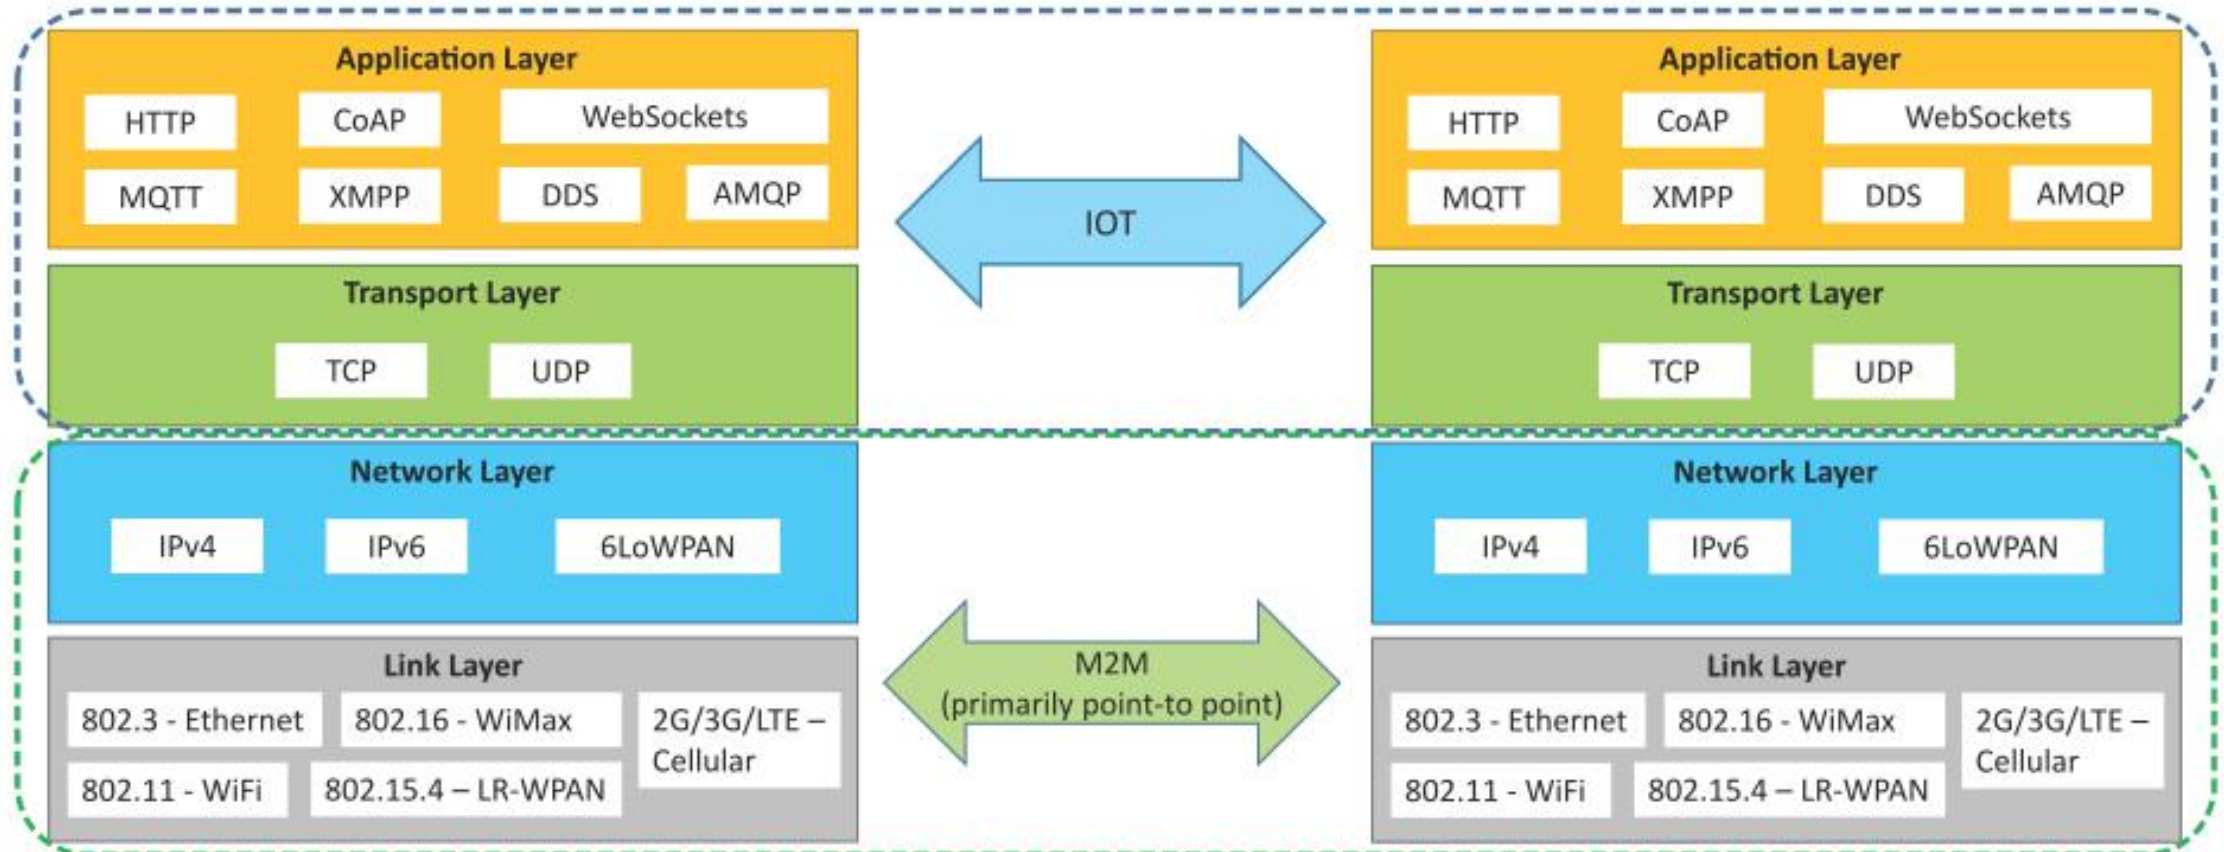 Application Layer
HTTP
CoAP
WebSockets
MQTT
XMPP
DDS
AMQP
Transport Layer
TCP
UDP
Network Layer
IPv4
IPv6
6LoWPAN
Link Layer
802.3 - Ethernet
802.16 - WiMax
2G/3G/LTE –
Cellular
802.11 - WiFi
802.15.4 – LR-WPAN
IOT
M2M
(primarily point-to point)
Application Layer
HTTP
CoAP
WebSockets
MQTT
XMPP
DDS
AMQP
Transport Layer
TCP
UDP
Network Layer
IPv4
IPv6
6LoWPAN
Link Layer
802.3 - Ethernet
802.16 - WiMax
2G/3G/LTE –
Cellular
802.11 - WiFi
802.15.4 – LR-WPAN